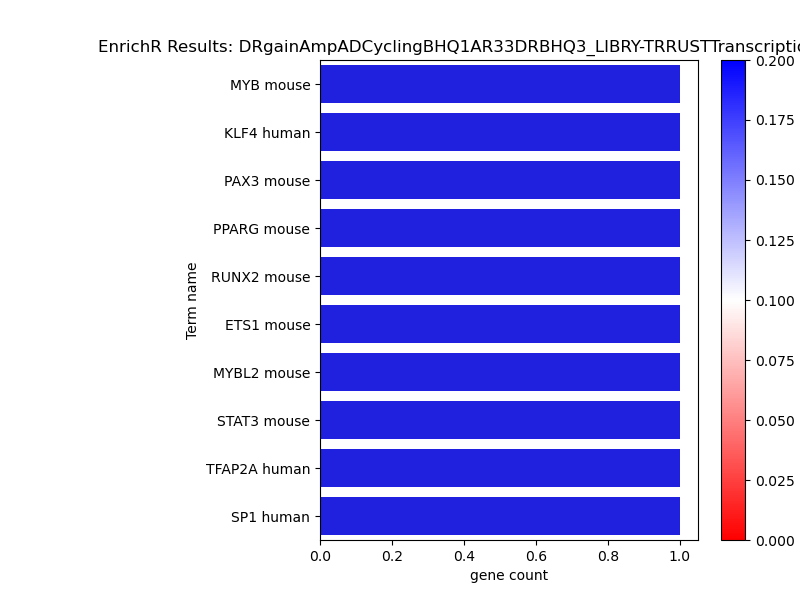 EnrichR Results: DRgainAmpADCyclingBHQ1AR33DRBHQ3_LIBRY-TRRUSTTranscriptio
MYB mouse
KLF4 human
PAX3 mouse
PPARG mouse
RUNX2 mouse
ETS1 mouse
MYBL2 mouse
STAT3 mouse
TFAP2A human
SP1 human
Term name
0.0 0.2 0.4 0.6 0.8 1.0
gene count
0.200
0.175
0.150
0.125
0.100
0.075
0.050
0.025
0.000